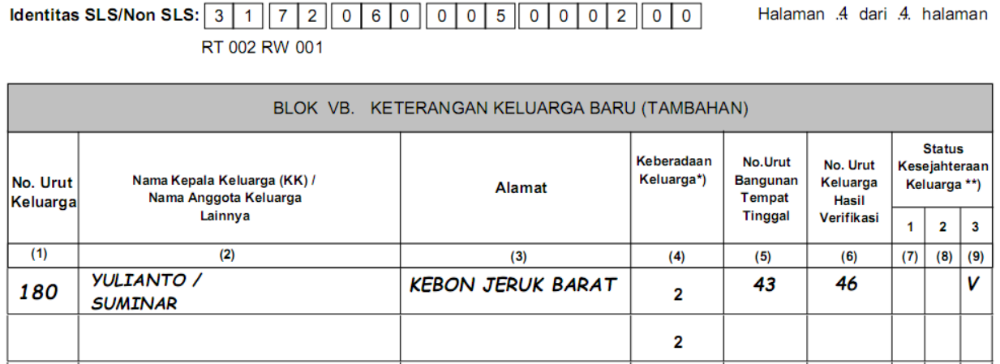 Identitas SLS/Non SLS: 3 1 7 2 0 6 0 0 0 5 0 0 0 2 0 0 Halaman .4 dari .4. halaman
RT 002 RW 001
BLOK VB. KETERANGAN KELUARGA BARU (TAMBAHAN)
No. Urut Keluarga
Nama Kepala Keluarga (KK) /
Nama Anggota Keluarga
Lainnya
Alamat
Keberadaan
Keluarga*)
No.Urut
Bangunan
Tempat
Tinggal
No. Urut
Keluarga
Hasil
Verifikasi
Status
Kesejahteraan
Keluarga **)
1 2 3
(1) (2) (3) (4) (5) (6) (7) (8) (9)
180 YULIANTO / KEBON JERUK BARAT 2 43 46 V
SUMINAR
2